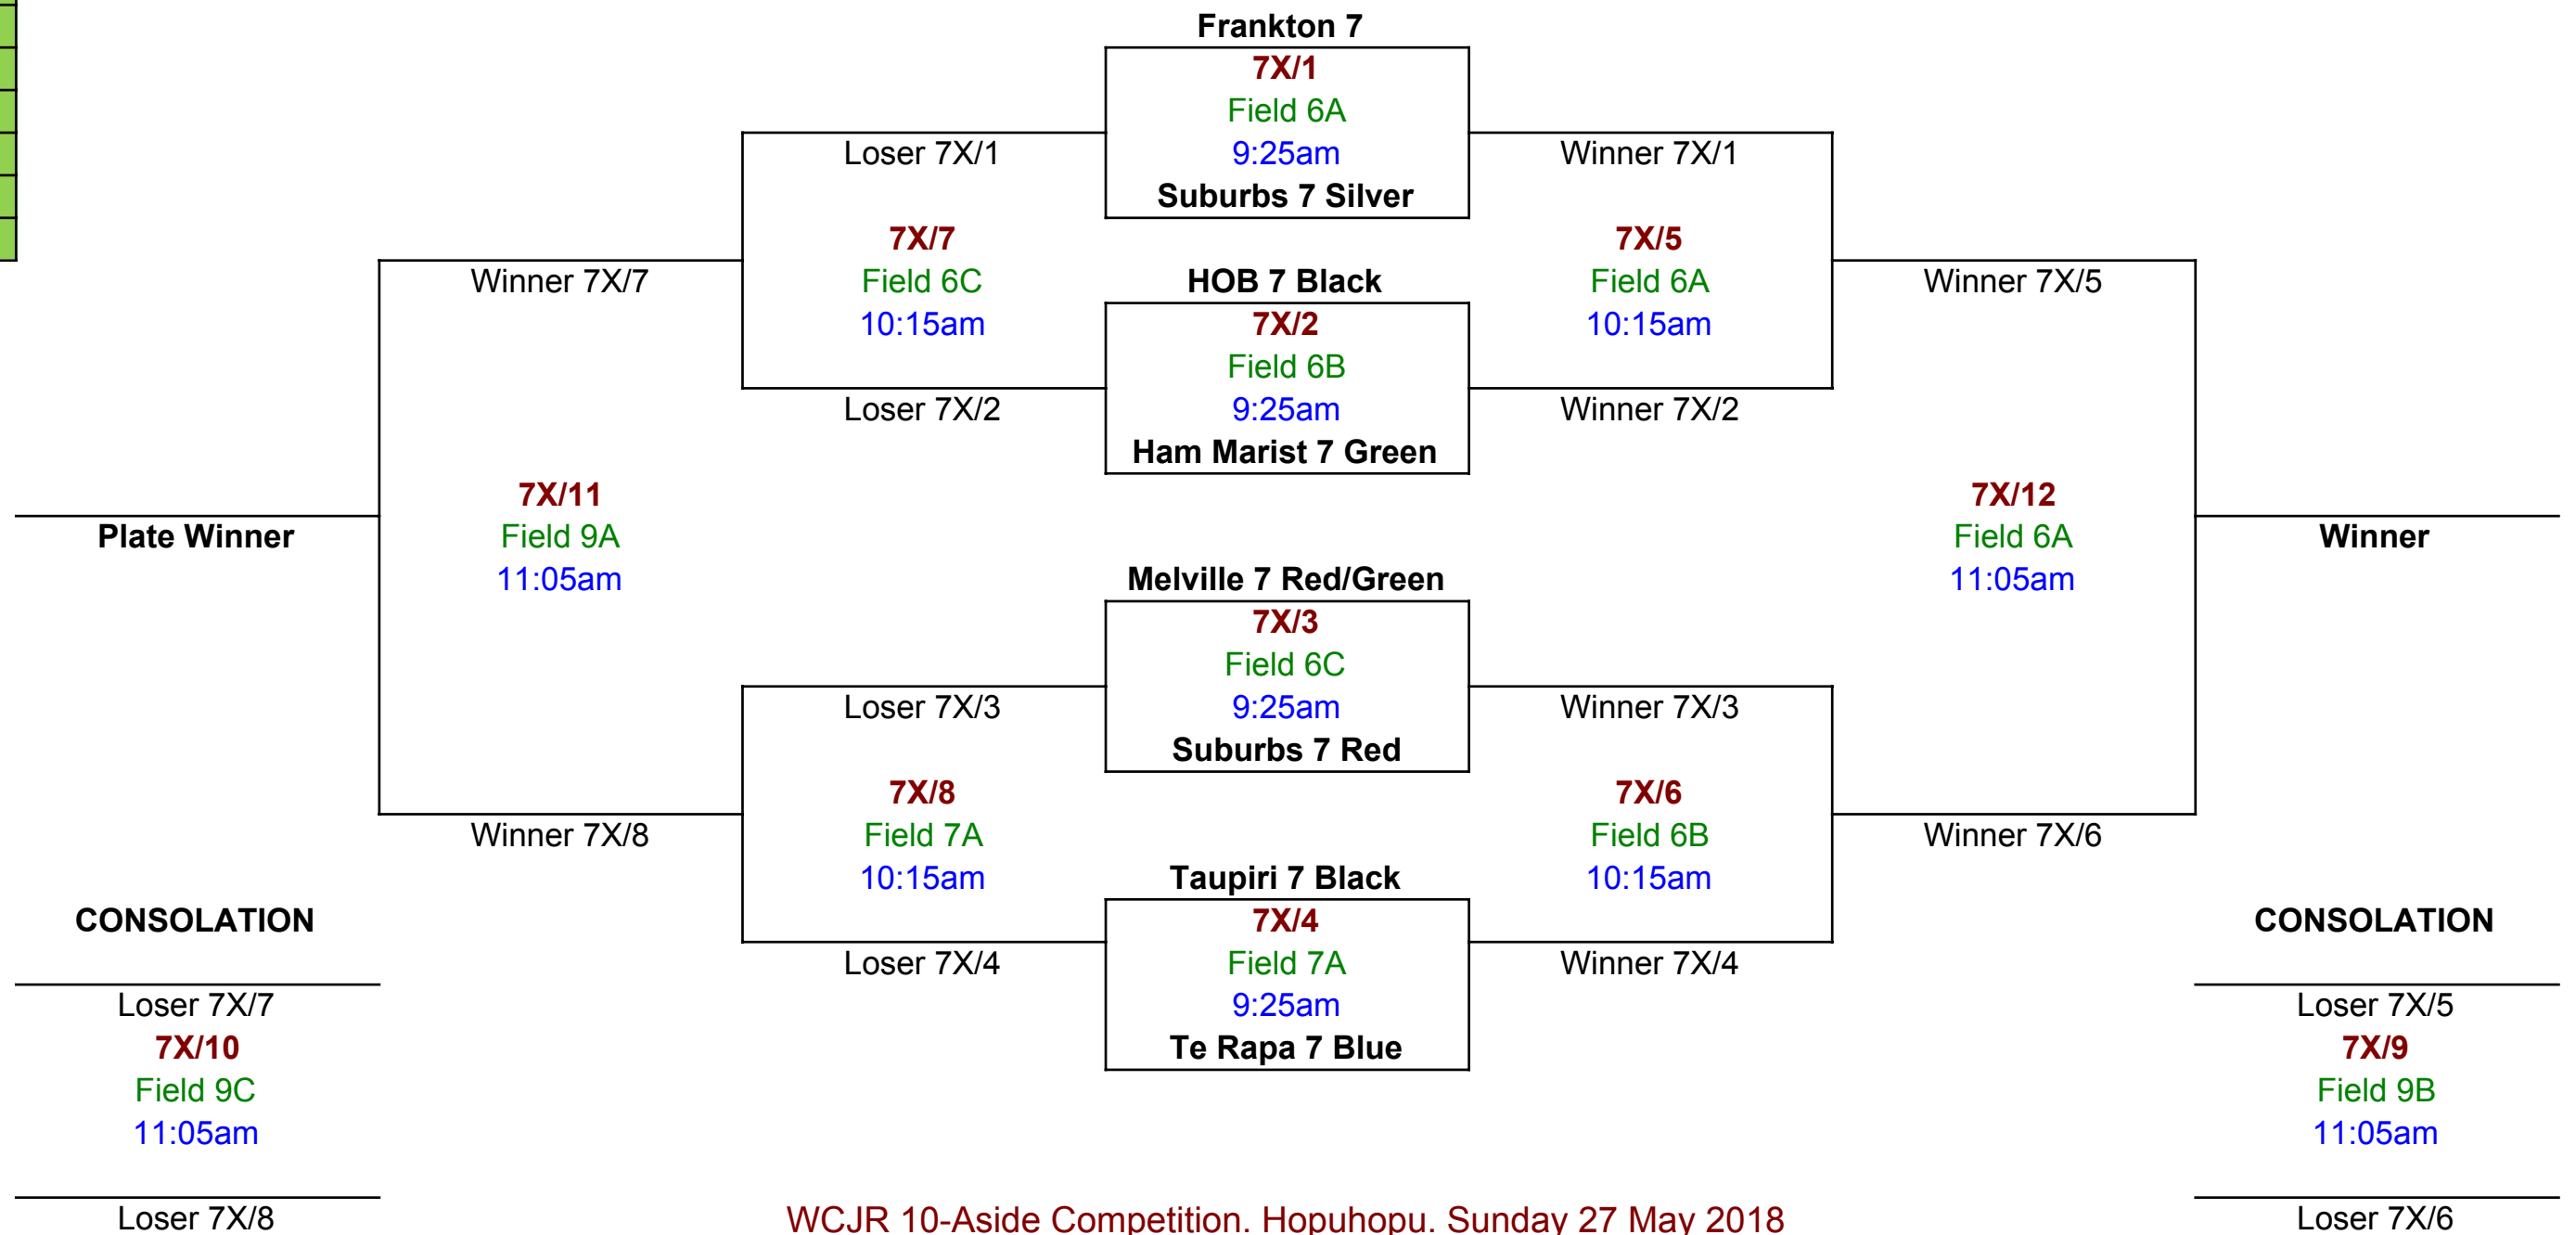 Frankton 7
7X/1
Field 6A
9:25am
Suburbs 7 Silver
Loser 7X/1
Winner 7X/1
7X/7
Field 6C
10:15am
7X/5
Field 6A
10:15am
Winner 7X/7
HOB 7 Black
7X/2
Field 6B
9:25am
Ham Marist 7 Green
Winner 7X/5
Loser 7X/2
Winner 7X/2
7X/11
Field 9A
11:05am
Plate Winner
7X/12
Field 6A
11:05am
Winner
Melville 7 Red/Green
7X/3
Field 6C
9:25am
Suburbs 7 Red
Loser 7X/3
Winner 7X/3
7X/8
Field 7A
10:15am
7X/6
Field 6B
10:15am
Winner 7X/8
Winner 7X/6
Taupiri 7 Black
7X/4
Field 7A
9:25am
Te Rapa 7 Blue
Loser 7X/4
Winner 7X/4
CONSOLATION
Loser 7X/7
7X/10
Field 9C
11:05am
Loser 7X/8
CONSOLATION
Loser 7X/5
7X/9
Field 9B
11:05am
Loser 7X/6
WCJR 10-Aside Competition. Hopuhopu. Sunday 27 May 2018